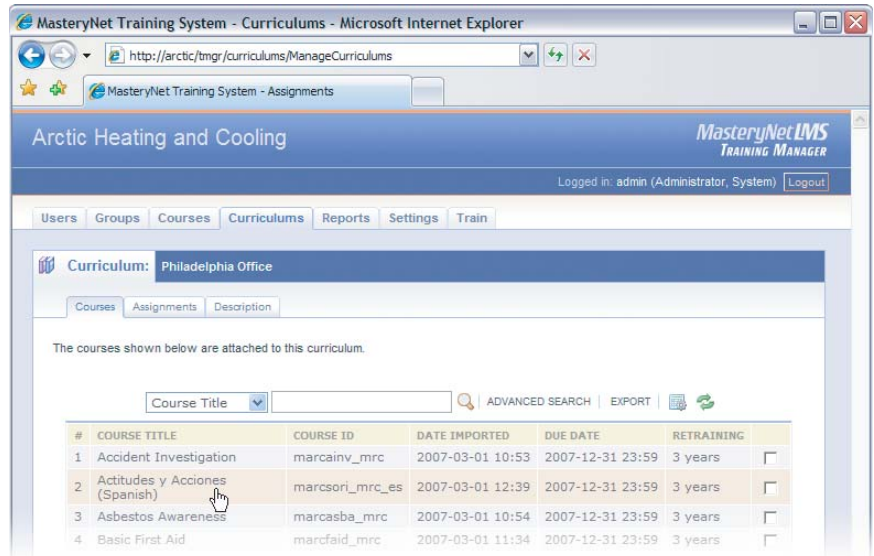 MasteryNet Training System - Curriculums - Microsoft Internet Explorer
http://arctic/tmgr/curriculums/ManageCurriculums
MasteryNet Training System - Assignments
Arctic Heating and Cooling
MasteryNet LMS
TRAINING MANAGER
Logged in: admin (Administrator, System) Logout
Users Groups Courses Curriculums Reports Settings Train
Curriculum: Philadelphia Office
Courses Assignments Description
The courses shown below are attached to this curriculum.
Course Title ADVANCED SEARCH EXPORT
# COURSE TITLE COURSE ID DATE IMPORTED DUE DATE RETRAINING
1 Accident Investigation marcainv_mrc 2007-03-01 10:53 2007-12-31 23:59 3 years
2 Actitudes y Acciones (Spanish) marcsori_mrc_es 2007-03-01 12:39 2007-12-31 23:59 3 years
3 Asbestos Awareness marcasba_mrc 2007-03-01 10:54 2007-12-31 23:59 3 years
4 Basic First Aid marcfaid_mrc 2007-03-01 11:34 2007-12-31 23:59 3 years